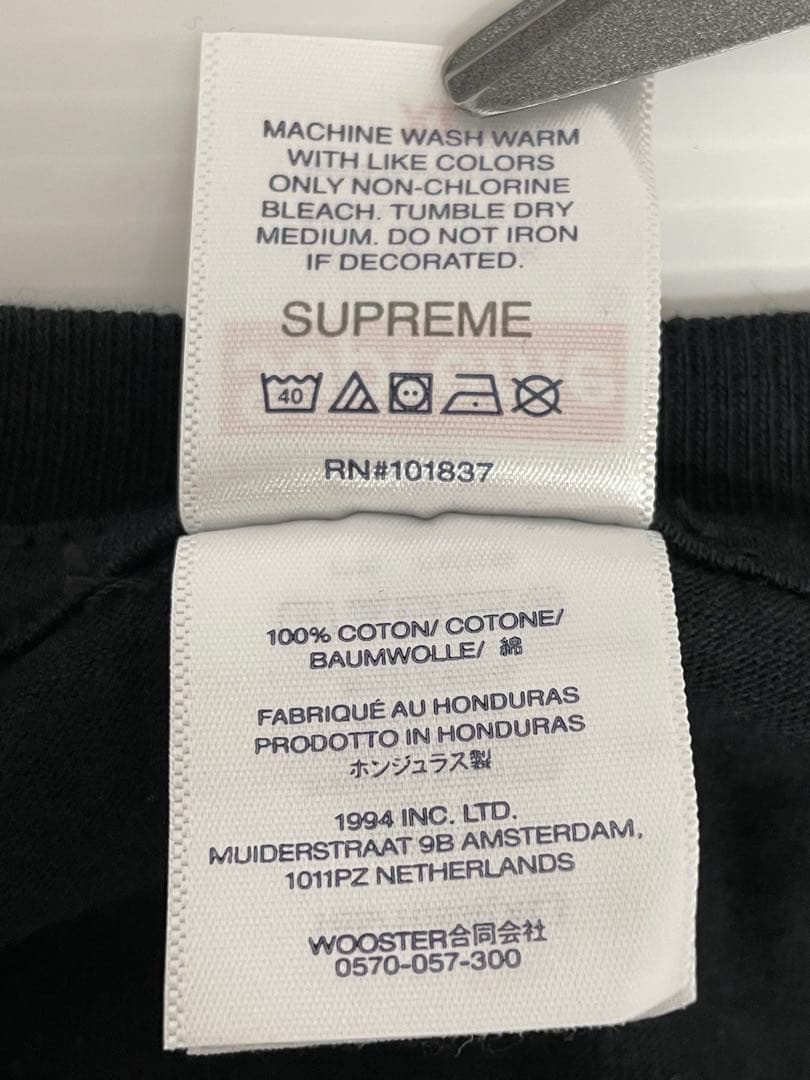 MACHINE WASH WARM
WITH LIKE COLORS
ONLY NON-CHLORINE
BLEACH. TUMBLE DRY
MEDIUM. DO NOT IRON
IF DECORATED.
SUPREME
40
RN#101837
100% COTON/ COTONE/
BAUMWOLLE/ 綿
FABRIQUÉ AU HONDURAS
PRODOTTO IN HONDURAS
ホンジュラス製
1994 INC. LTD.
MUIDERSTRAAT 9B AMSTERDAM,
1011PZ NETHERLANDS
WOOSTER合同会社
0570-057-300